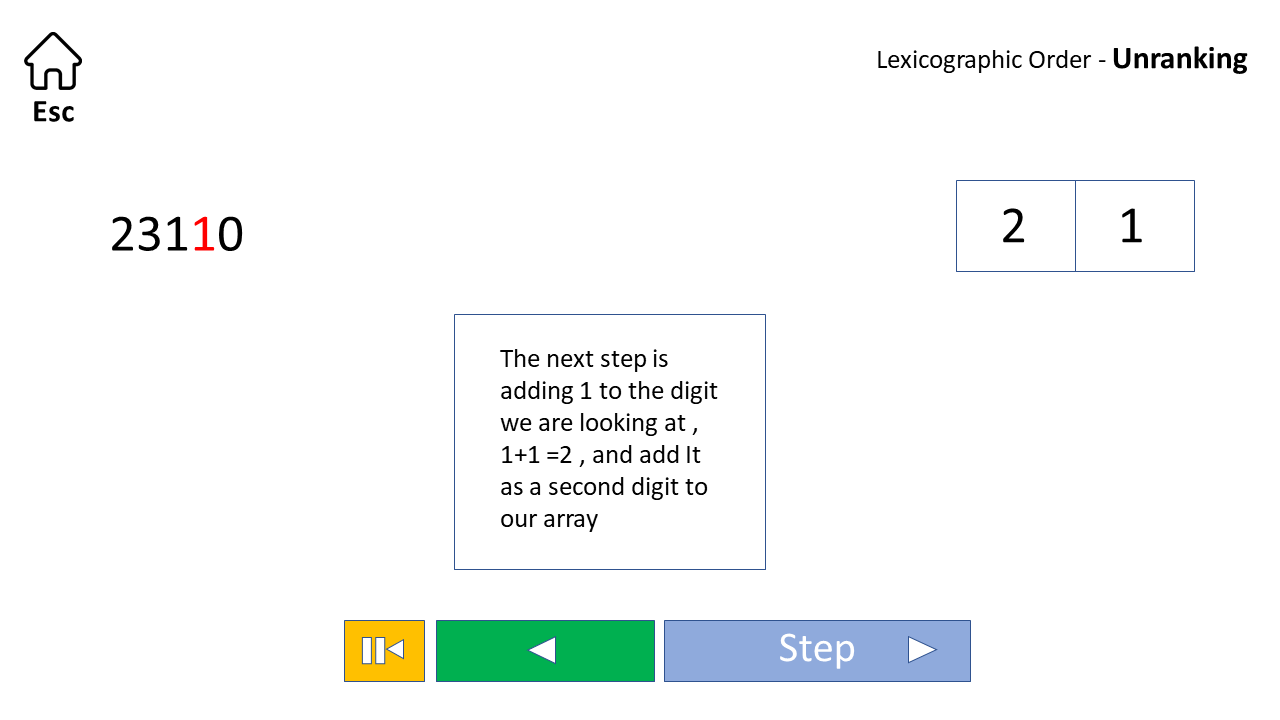 Lexicographic Order - Unranking
Esc
23110
2 1
The next step is
adding 1 to the digit
we are looking at ,
1+1 =2 , and add It
as a second digit to
our array
Step